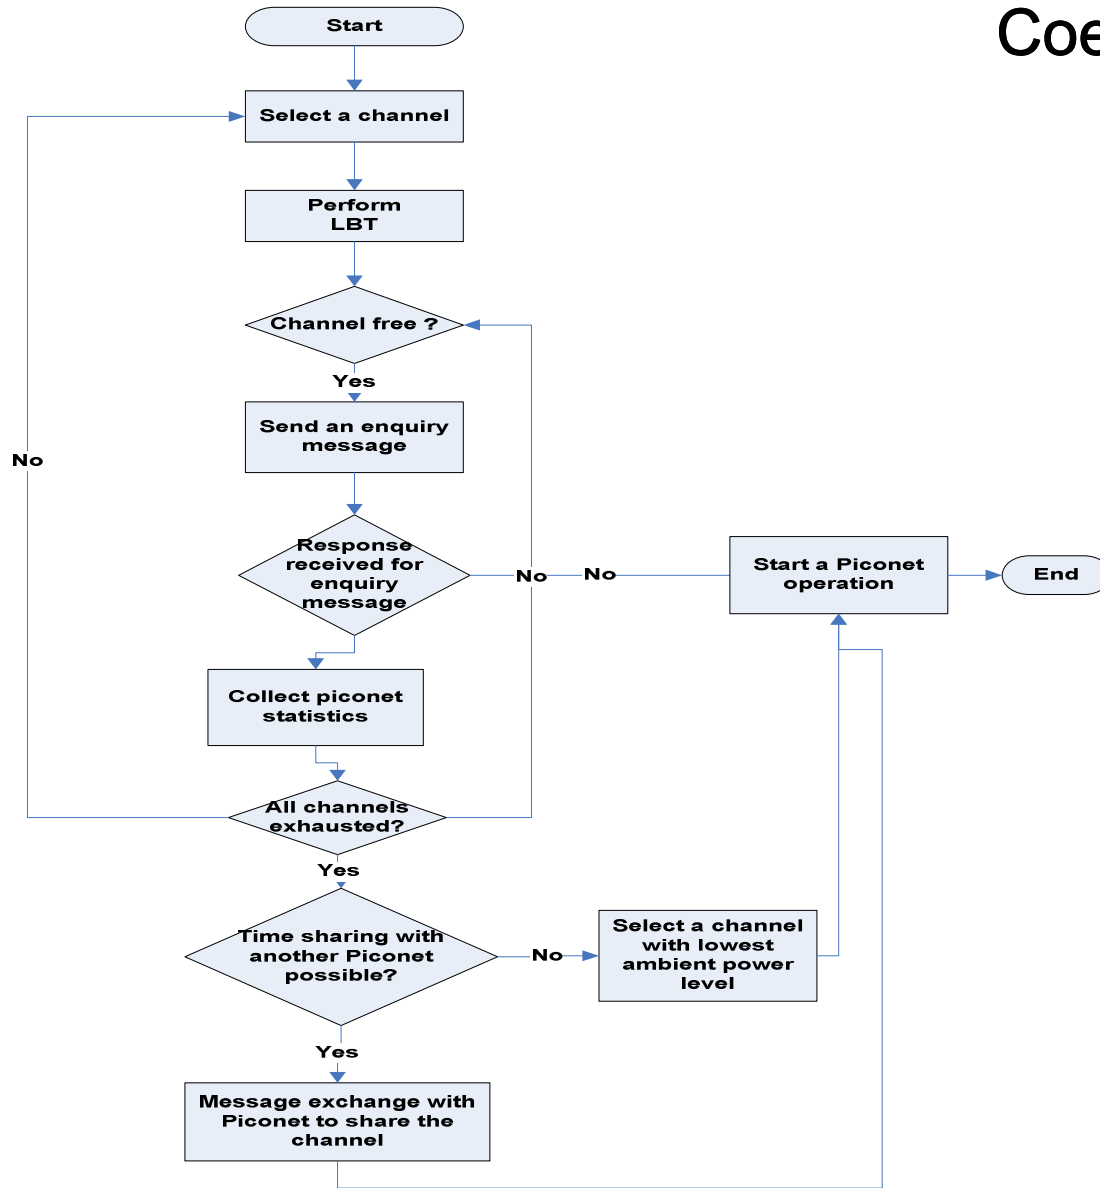 Coe
Start
Select a channel
Perform
LBT
Channel free ?
Yes
Send an enquiry
message
No
Response
received for
enquiry
message
No
No
Start a Piconet
operation
End
Collect piconet
statistics
All channels
exhausted?
Yes
Time sharing with
another Piconet
possible?
No
Select a channel
with lowest
ambient power
level
Yes
Message exchange with
Piconet to share the
channel